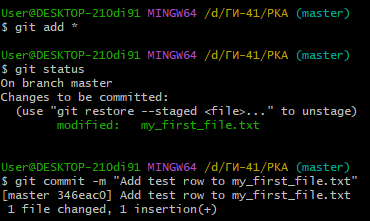 User@DESKTOP-210di91 MINGW64 /d/ГИ-41/РКА (master)
$ git add *
User@DESKTOP-210di91 MINGW64 /d/ГИ-41/РКА (master)
$ git status
On branch master
Changes to be committed:
  (use "git restore --staged <file>..." to unstage)
        modified:   my_first_file.txt
User@DESKTOP-210di91 MINGW64 /d/ГИ-41/РКА (master)
$ git commit -m "Add test row to my_first_file.txt"
[master 346eac0] Add test row to my_first_file.txt
 1 file changed, 1 insertion(+)